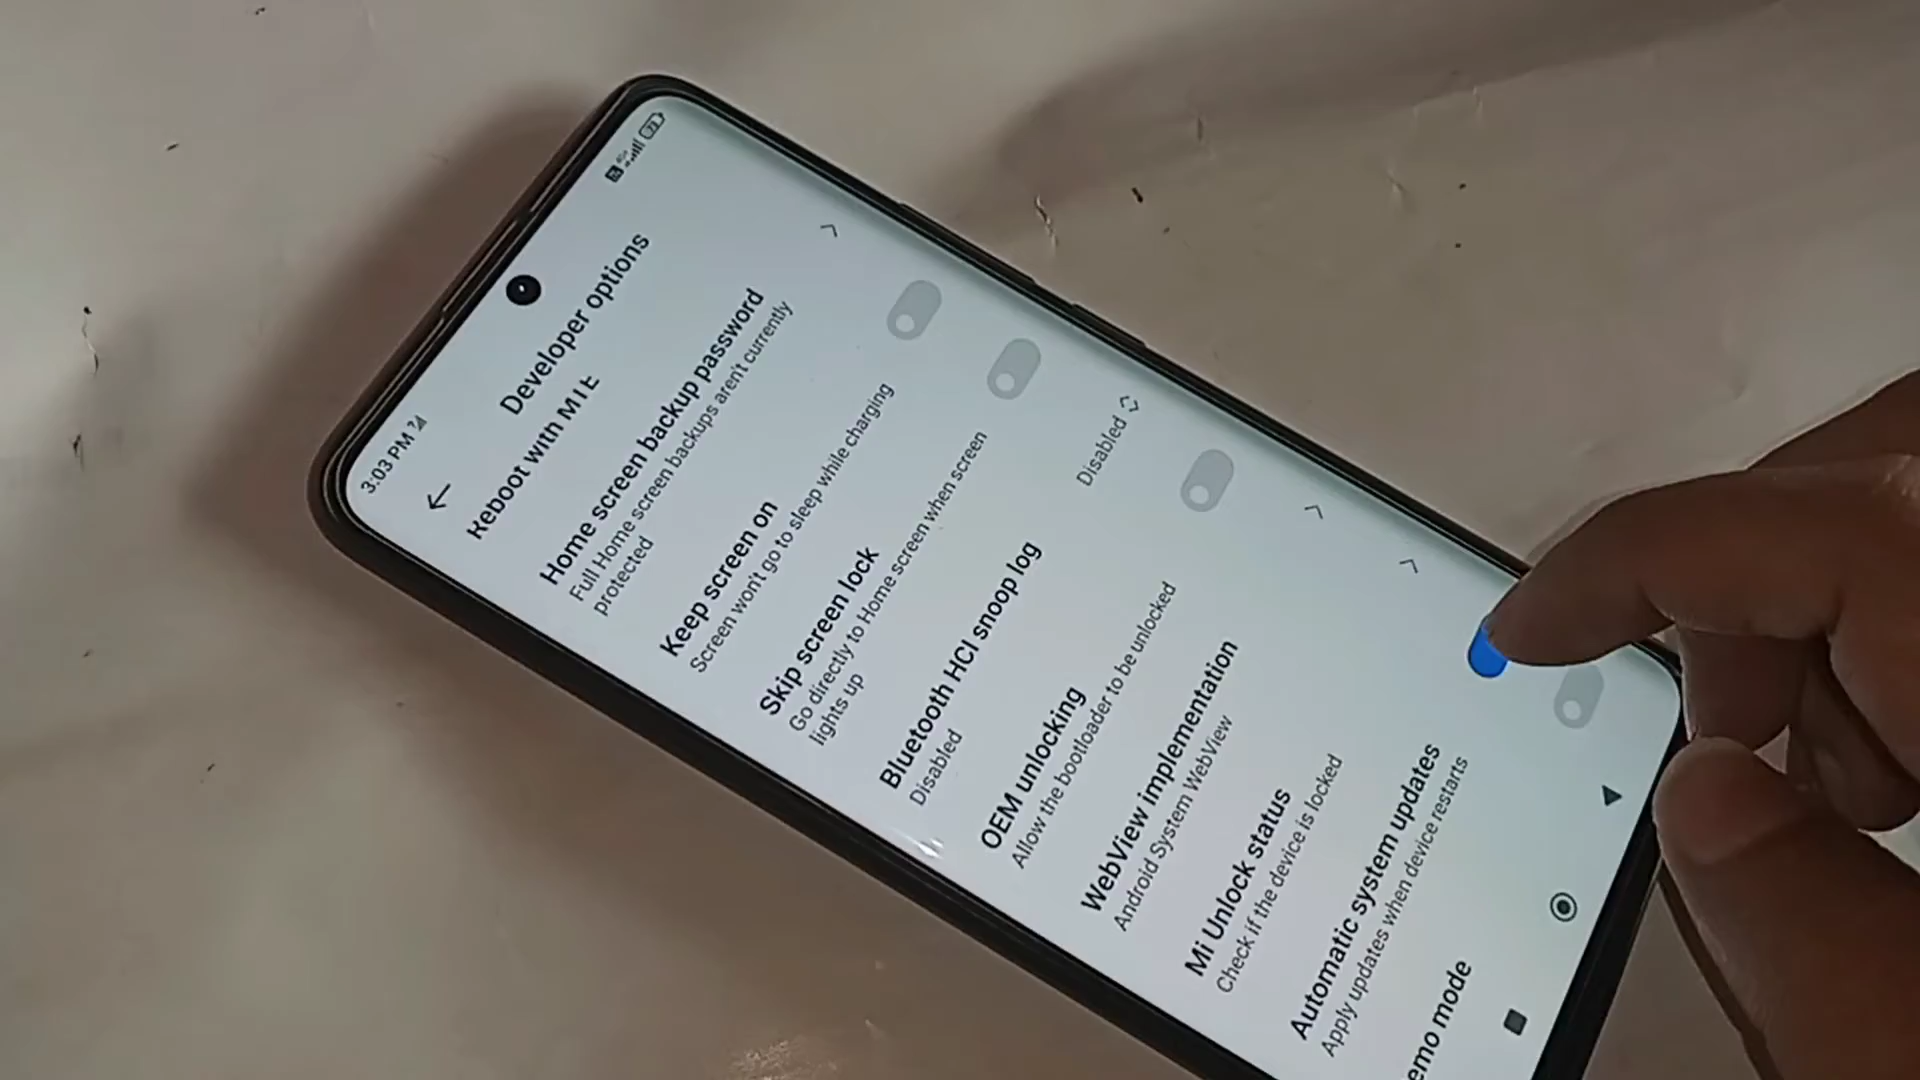 3:03 PM
Developer options
Reboot with
Home screen backup password
Full Home screen backups aren't currently
protected
Keep screen on
Screen won't go to sleep while charging
Skip screen lock
Go directly to Home screen when screen
lights up
Bluetooth HCI snoop log
Disabled
Disabled
OEM unlocking
Allow the bootloader to be unlocked
WebView implementation
Android System WebView
Mi Unlock status
Check if the device is locked
Automatic system updates
Apply updates when device restarts
emo mode